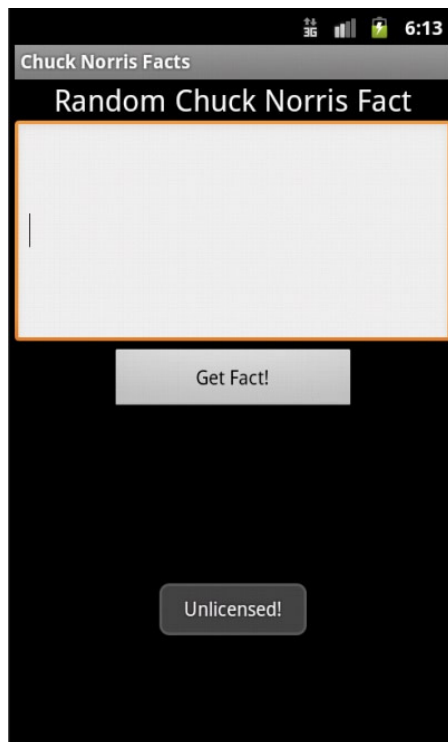 3G 6:13
Chuck Norris Facts
Random Chuck Norris Fact
Get Fact!
Unlicensed!